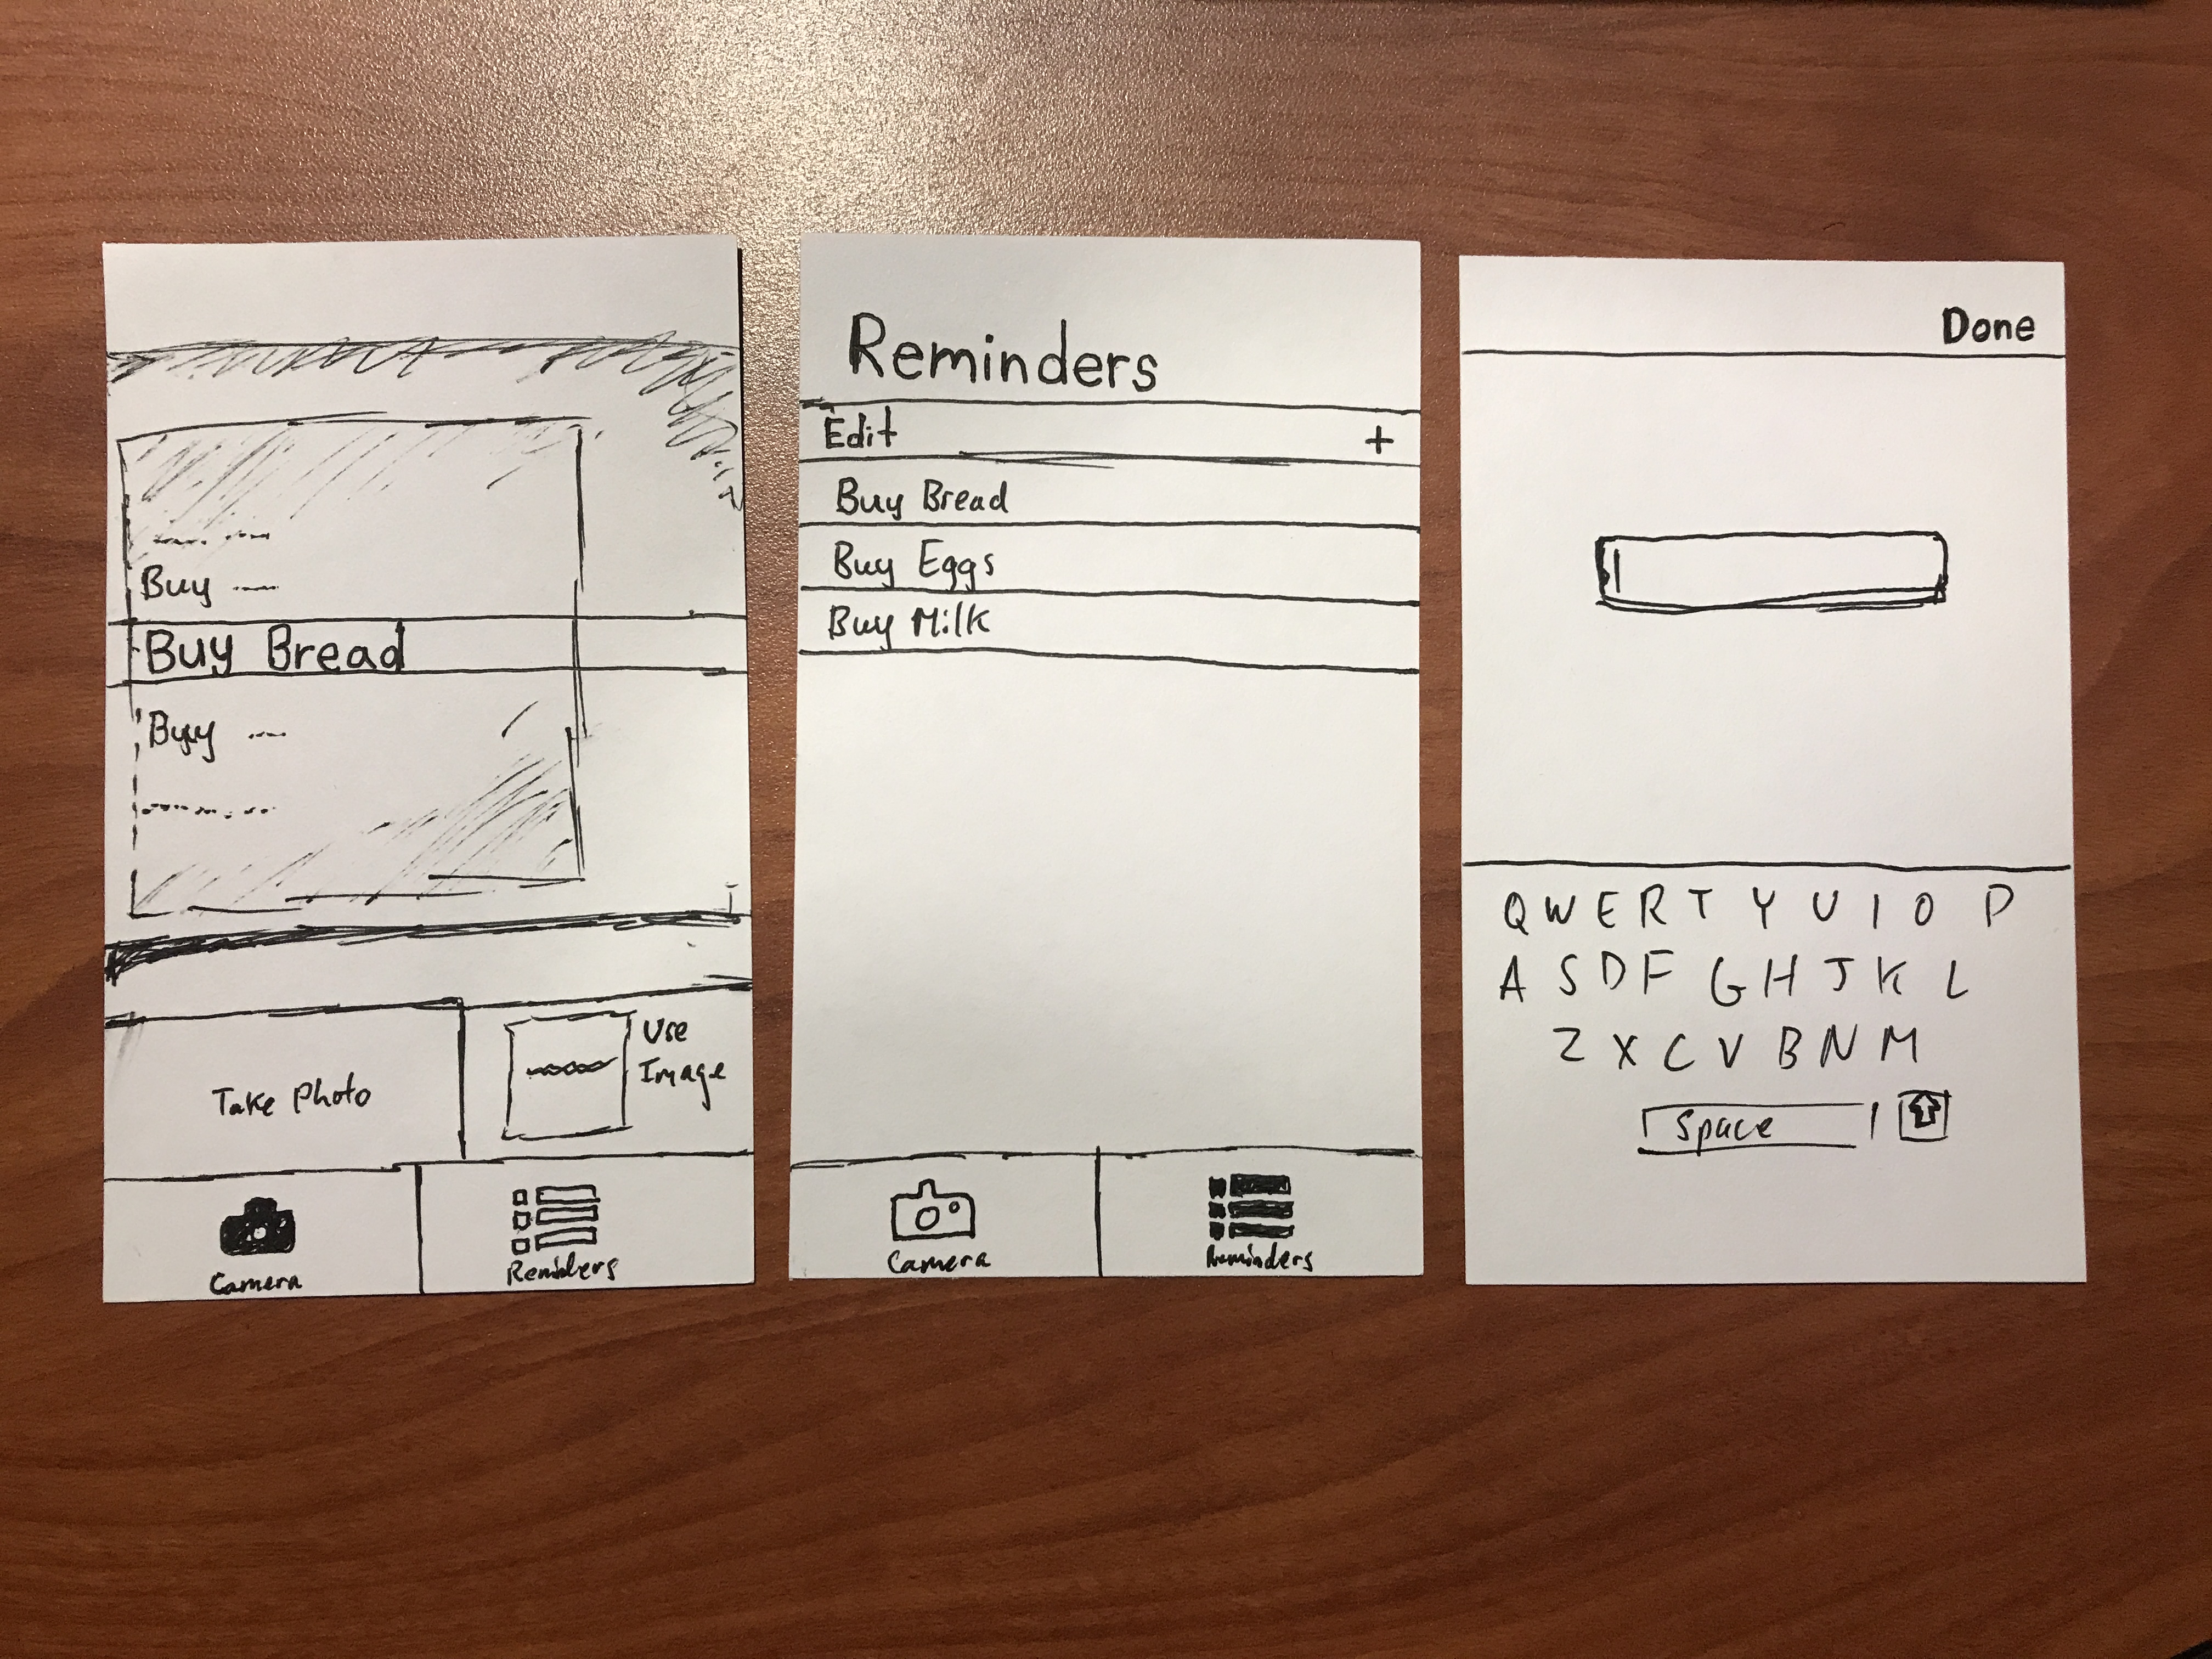 Buy
Buy Bread
Buy
Take Photo
Use
Image
Camera
Reminders
Reminders
Edit +
Buy Bread
Buy Eggs
Buy Milk
Camera
Reminders
Done
Q W E R T Y U I O P
A S D F G H J K L
Z X C V B N M
Space